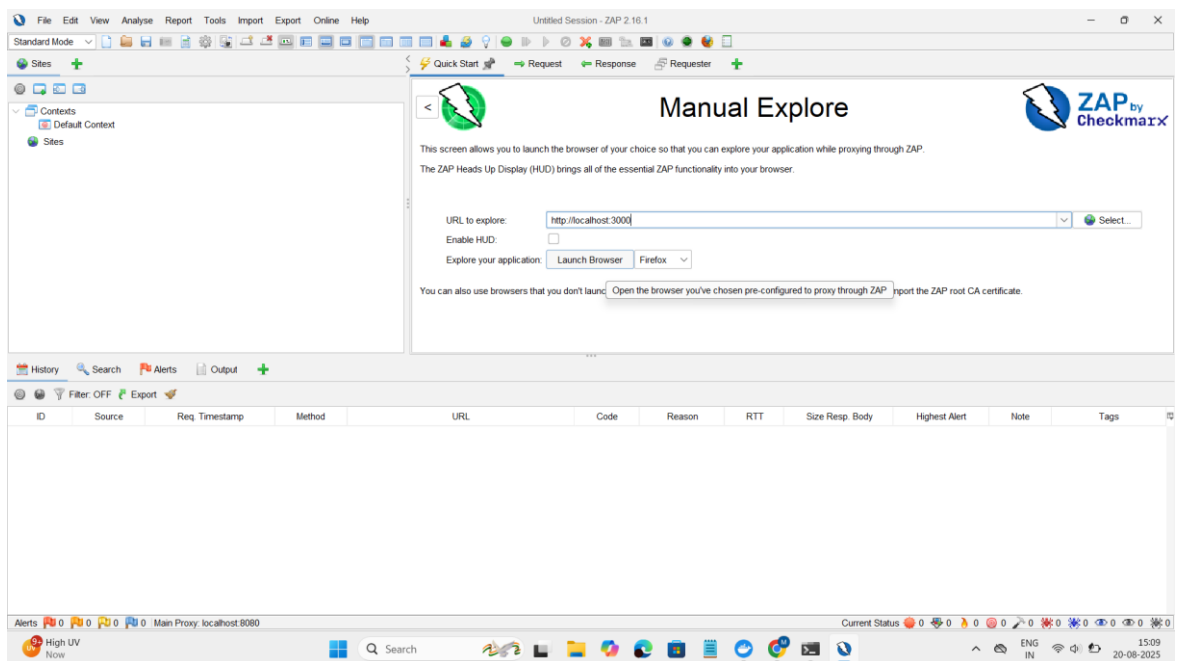 File Edit View Analyse Report Tools Import Export Online Help
Untitled Session - ZAP 2.16.1
Standard Mode
Sites
Quick Start Request Response Requester
Contexts
Default Context
Sites
<
Manual Explore
ZAP by
Checkmarx
This screen allows you to launch the browser of your choice so that you can explore your application while proxying through ZAP.
The ZAP Heads Up Display (HUD) brings all of the essential ZAP functionality into your browser.
URL to explore: http://localhost:3000 Select...
Enable HUD:
Explore your application: Launch Browser Firefox
You can also use browsers that you don't launc
Open the browser you've chosen pre-configured to proxy through ZAP
mport the ZAP root CA certificate.
History Search Alerts Output
Filter: OFF Export
ID Source Req. Timestamp Method URL Code Reason RTT Size Resp. Body Highest Alert Note Tags
Alerts 0 0 0 0 Main Proxy: localhost:8080
Current Status 0 0 0 0 0 0 0 0 0 0
9+
High UV
Now
Search
ENG
IN
15:09
20-08-2025